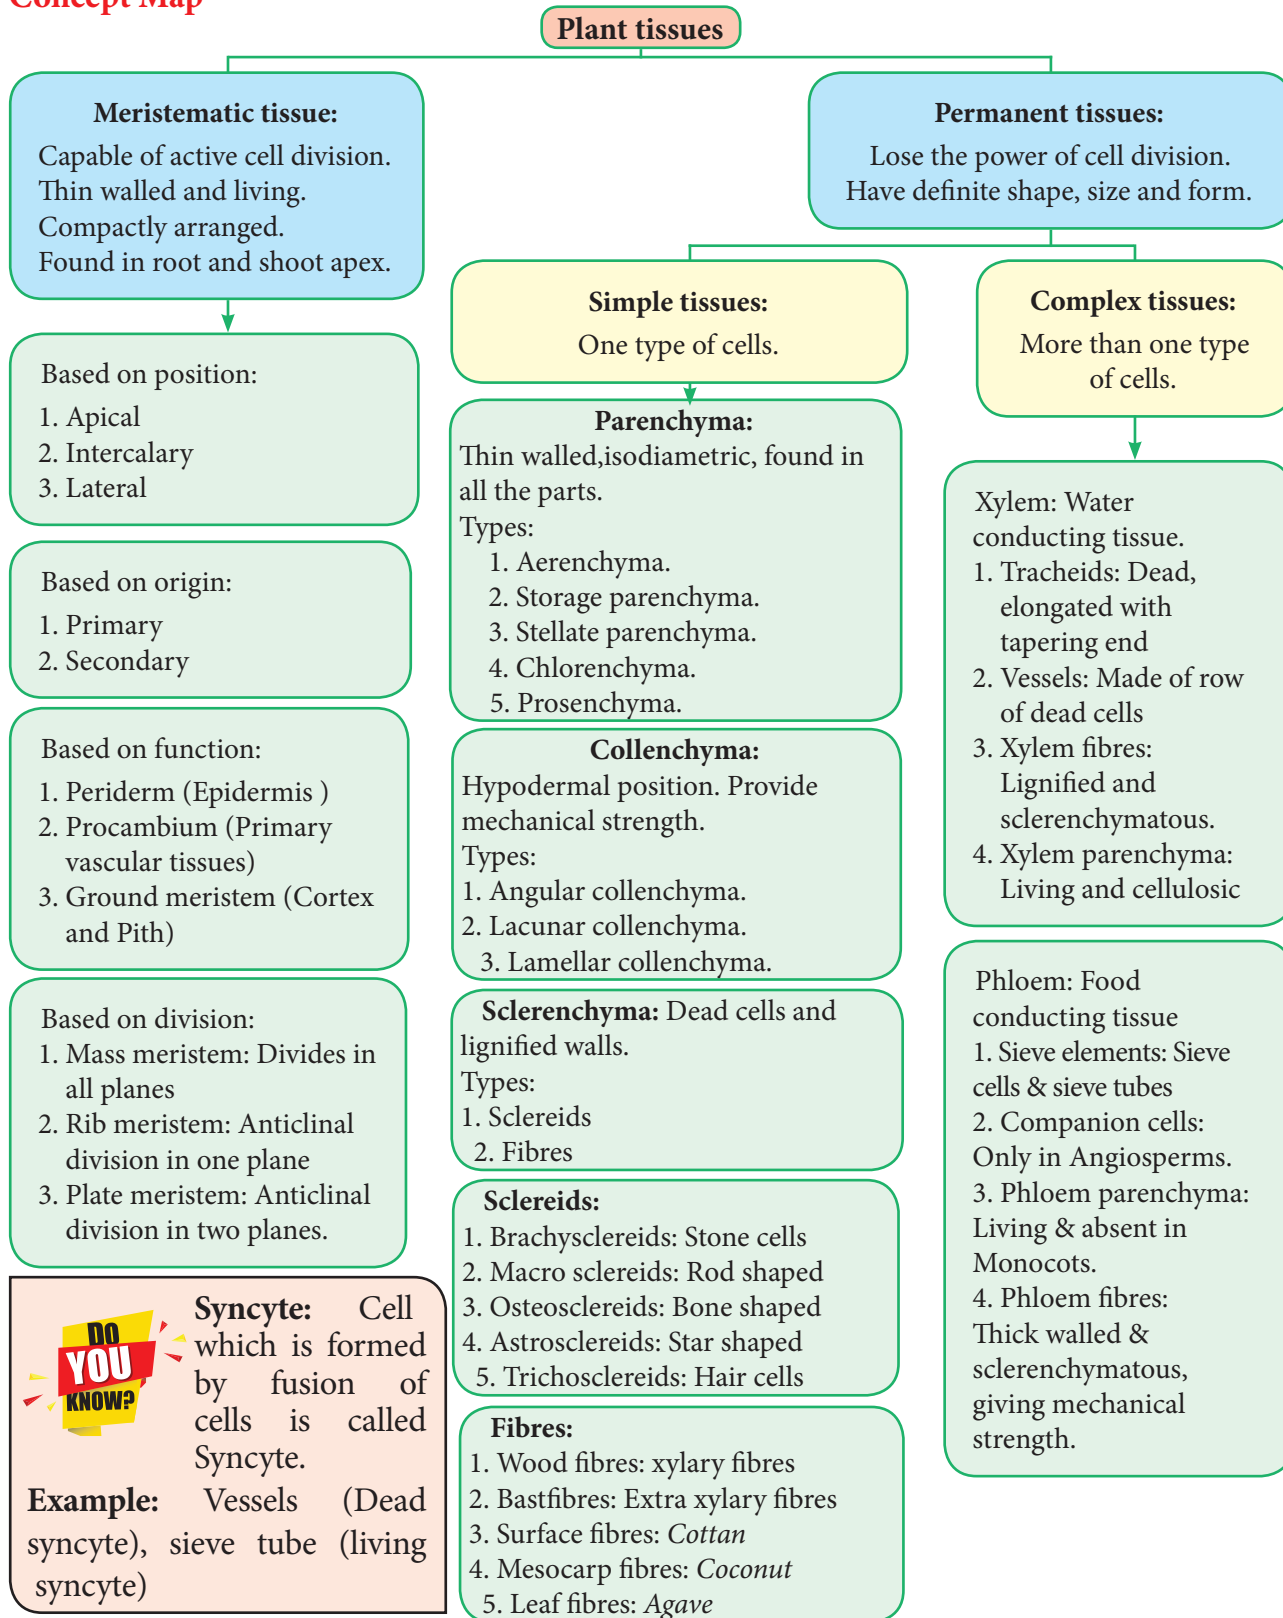 Concept Map
Plant tissues
Meristematic tissue:
Capable of active cell division.
Thin walled and living.
Compactly arranged.
Found in root and shoot apex.
Based on position:
1. Apical
2. Intercalary
3. Lateral
Based on origin:
1. Primary
2. Secondary
Based on function:
1. Periderm (Epidermis )
2. Procambium (Primary
vascular tissues)
3. Ground meristem (Cortex
and Pith)
Based on division:
1. Mass meristem: Divides in
all planes
2. Rib meristem: Anticlinal
division in one plane
3. Plate meristem: Anticlinal
division in two planes.
DO
YOU
KNOW?
Syncyte: Cell
which is formed
by fusion of
cells is called
Syncyte.
Example: Vessels (Dead
syncyte), sieve tube (living
syncyte)
Permanent tissues:
Lose the power of cell division.
Have definite shape, size and form.
Simple tissues:
One type of cells.
Parenchyma:
Thin walled,isodiametric, found in
all the parts.
Types:
1. Aerenchyma.
2. Storage parenchyma.
3. Stellate parenchyma.
4. Chlorenchyma.
5. Prosenchyma.
Collenchyma:
Hypodermal position. Provide
mechanical strength.
Types:
1. Angular collenchyma.
2. Lacunar collenchyma.
3. Lamellar collenchyma.
Sclerenchyma: Dead cells and
lignified walls.
Types:
1. Sclereids
2. Fibres
Sclereids:
1. Brachysclereids: Stone cells
2. Macro sclereids: Rod shaped
3. Osteosclereids: Bone shaped
4. Astrosclereids: Star shaped
5. Trichosclereids: Hair cells
Fibres:
1. Wood fibres: xylary fibres
2. Bastfibres: Extra xylary fibres
3. Surface fibres: Cottan
4. Mesocarp fibres: Coconut
5. Leaf fibres: Agave
Complex tissues:
More than one type
of cells.
Xylem: Water
conducting tissue.
1. Tracheids: Dead,
elongated with
tapering end
2. Vessels: Made of row
of dead cells
3. Xylem fibres:
Lignified and
sclerenchymatous.
4. Xylem parenchyma:
Living and cellulosic
Phloem: Food
conducting tissue
1. Sieve elements: Sieve
cells & sieve tubes
2. Companion cells:
Only in Angiosperms.
3. Phloem parenchyma:
Living & absent in
Monocots.
4. Phloem fibres:
Thick walled &
sclerenchymatous,
giving mechanical
strength.